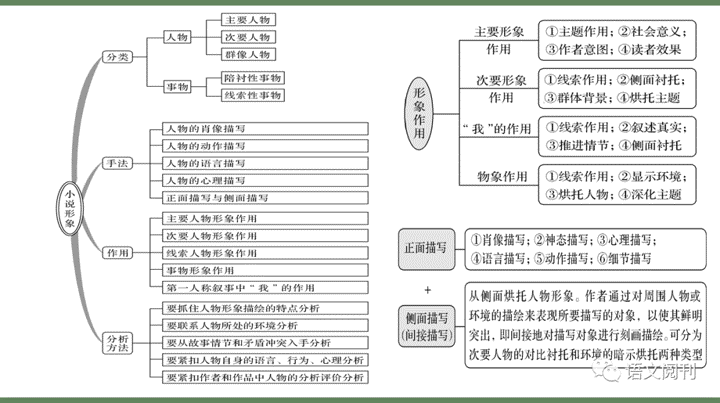 小说形象
分类
人物
主要人物
次要人物
群像人物
事物
陪衬性事物
线索性事物
手法
人物的肖像描写
人物的动作描写
人物的语言描写
人物的心理描写
正面描写与侧面描写
作用
主要人物形象作用
次要人物形象作用
线索人物形象作用
事物形象作用
第一人称叙事中“我”的作用
分析方法
要抓住人物形象描绘的特点分析
要联系人物所处的环境分析
要从故事情节和矛盾冲突入手分析
要紧扣人物自身的语言、行为、心理分析
要紧扣作者和作品中人物的分析评价分析
形象作用
主要形象
作用
①主题作用；②社会意义；
③作者意图；④读者效果
次要形象
作用
①线索作用；②侧面衬托；
③群体背景；④烘托主题
“我”的作用
①线索作用；②叙述真实；
③推进情节；④侧面衬托
物象作用
①线索作用；②显示环境；
③烘托人物；④深化主题
正面描写
①肖像描写；②神态描写；③心理描写；
④语言描写；⑤动作描写；⑥细节描写
+
侧面描写
(间接描写)
从侧面烘托人物形象。作者通过对周围人物或
环境的描绘来表现所要描写的对象，以使其鲜明
突出，即间接地对描写对象进行刻画描绘。可分为
次要人物的对比衬托和环境的暗示烘托两种类型
语文阅刊